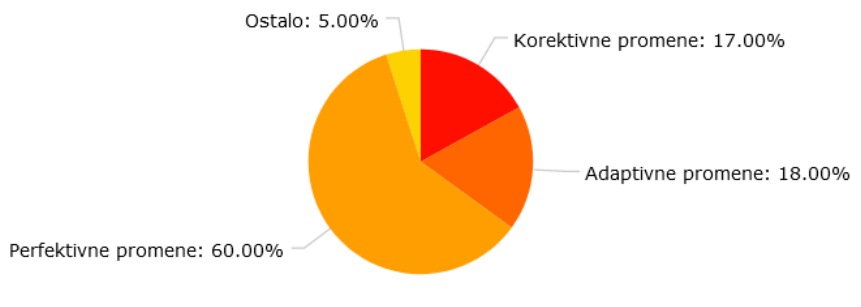 Ostalo: 5.00%
Korektivne promene: 17.00%
Adaptivne promene: 18.00%
Perfektivne promene: 60.00%